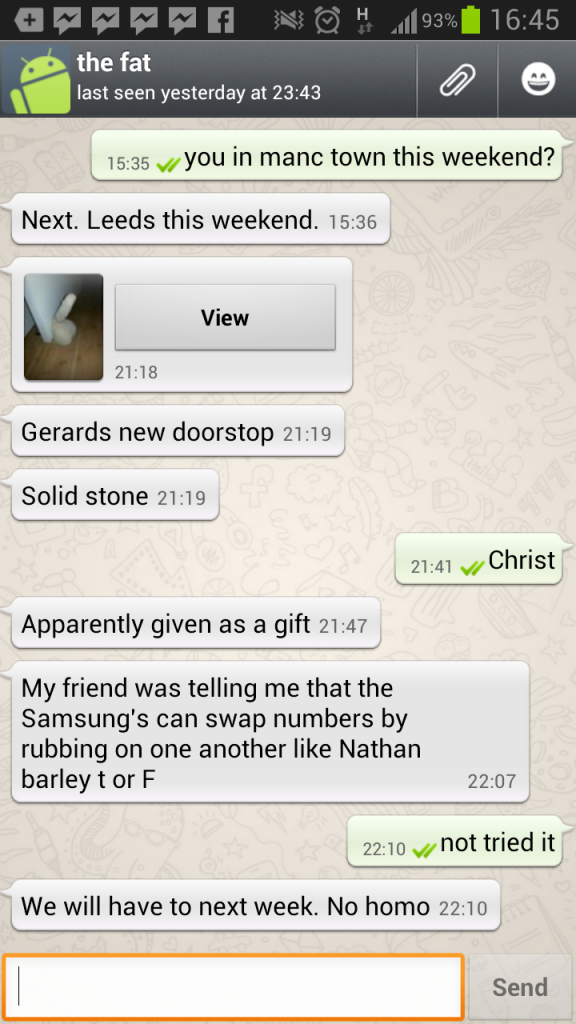 H
93%
16:45
the fat
last seen yesterday at 23:43
15:35 you in manc town this weekend?
Next. Leeds this weekend. 15:36
View
21:18
Gerards new doorstop 21:19
Solid stone 21:19
21:41 Christ
Apparently given as a gift 21:47
My friend was telling me that the
Samsung's can swap numbers by
rubbing on one another like Nathan
barley t or F 22:07
22:10 not tried it
We will have to next week. No homo 22:10
Send